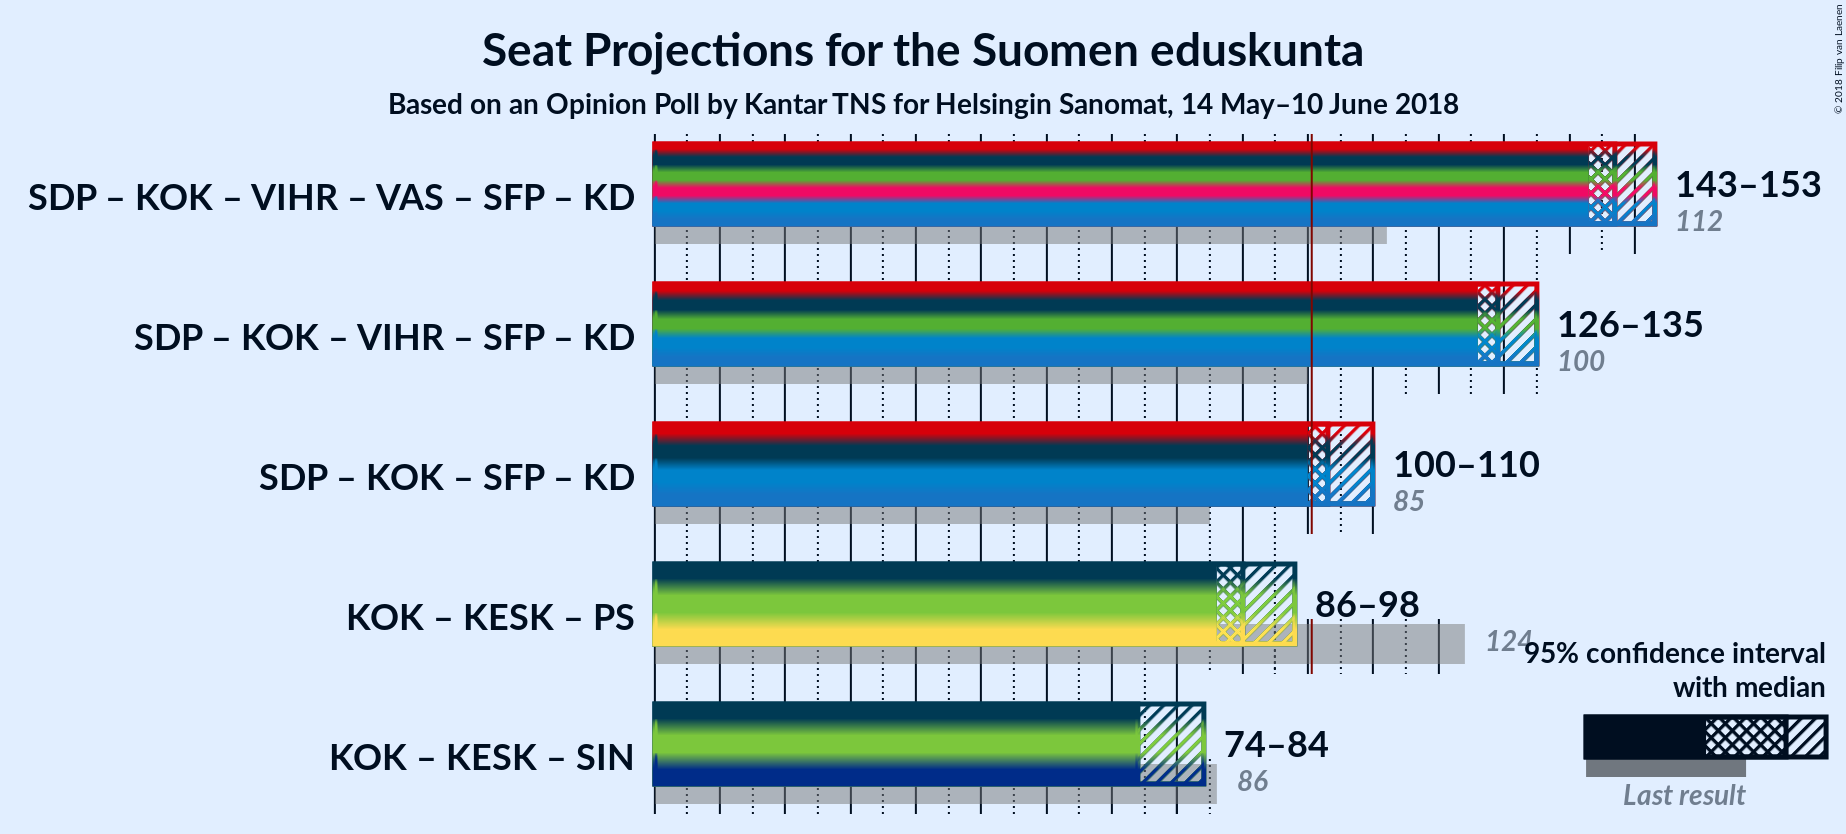 Seat Projections for the Suomen eduskunta
Based on an Opinion Poll by Kantar TNS for Helsingin Sanomat, 14 May–10 June 2018
© 2018 Filip van Laenen
SDP – KOK – VIHR – VAS – SFP – KD
143–153
112
SDP – KOK – VIHR – SFP – KD
126–135
100
SDP – KOK – SFP – KD
100–110
85
KOK – KESK – PS
86–98
124
95% confidence interval
with median
KOK – KESK – SIN
74–84
86
Last result